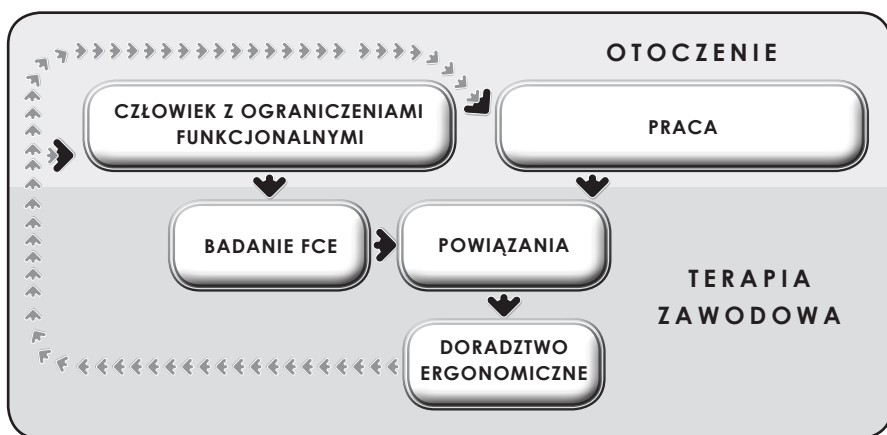 OTOCZENIE
CZŁOWIEK Z OGRANICZENIAMI
FUNKCJONALNYMI
PRACA
BADANIE FCE
POWIĄZANIA
TERAPIA
ZAWODOWA
DORADZTWO
ERGONOMICZNE